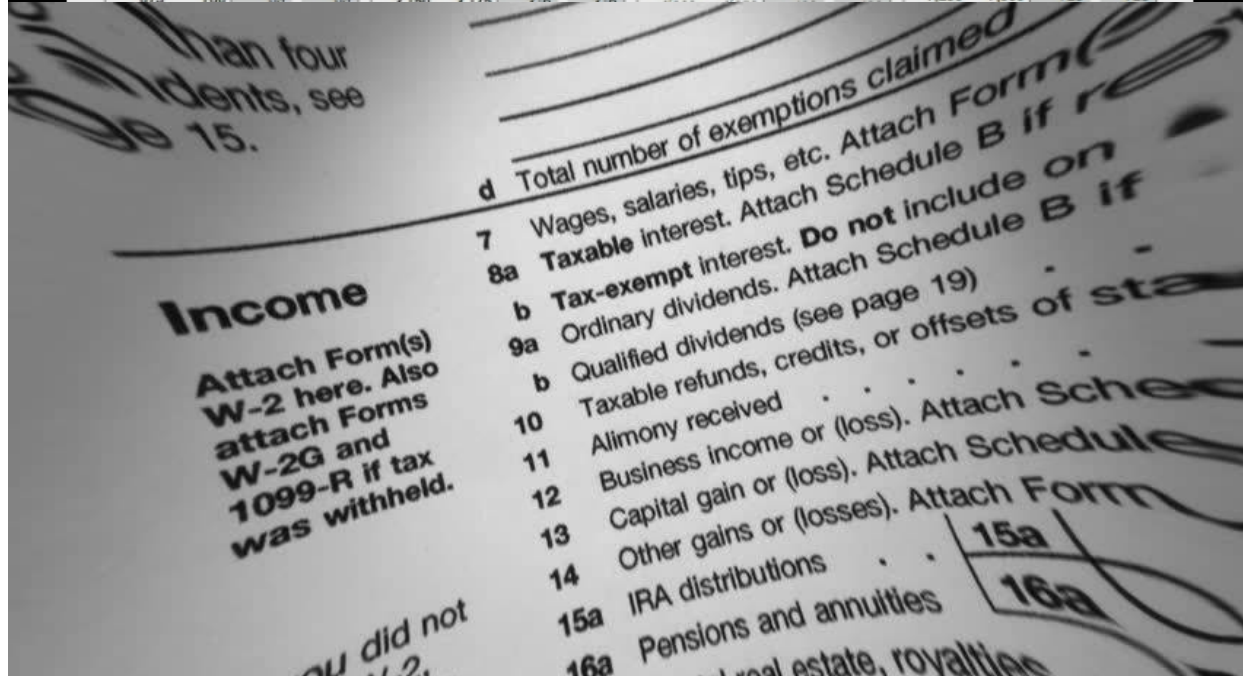 than four
dents, see
15.
d Total number of exemptions claimed
7 Wages, salaries, tips, etc. Attach Form(
8a Taxable interest. Attach Schedule B if
b Tax-exempt interest. Do not include on
9a Ordinary dividends. Attach Schedule B if
b Qualified dividends (see page 19)
10 Taxable refunds, credits, or offsets of sta
11 Alimony received . . . . .
12 Business income or (loss). Attach Sche
13 Capital gain or (loss). Attach Schedule
14 Other gains or (losses). Attach Form
15a IRA distributions . . 15a
16a Pensions and annuities 16a
real estate, royalties
Income
Attach Form(s)
W-2 here. Also
attach Forms
W-2G and
1099-R if tax
was withheld.
ou did not